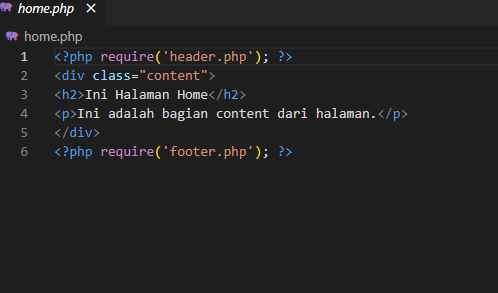 home.php ×
home.php
1 <?php require('header.php'); ?>
2 <div class="content">
3 <h2>Ini Halaman Home</h2>
4 <p>Ini adalah bagian content dari halaman.</p>
5 </div>
6 <?php require('footer.php'); ?>